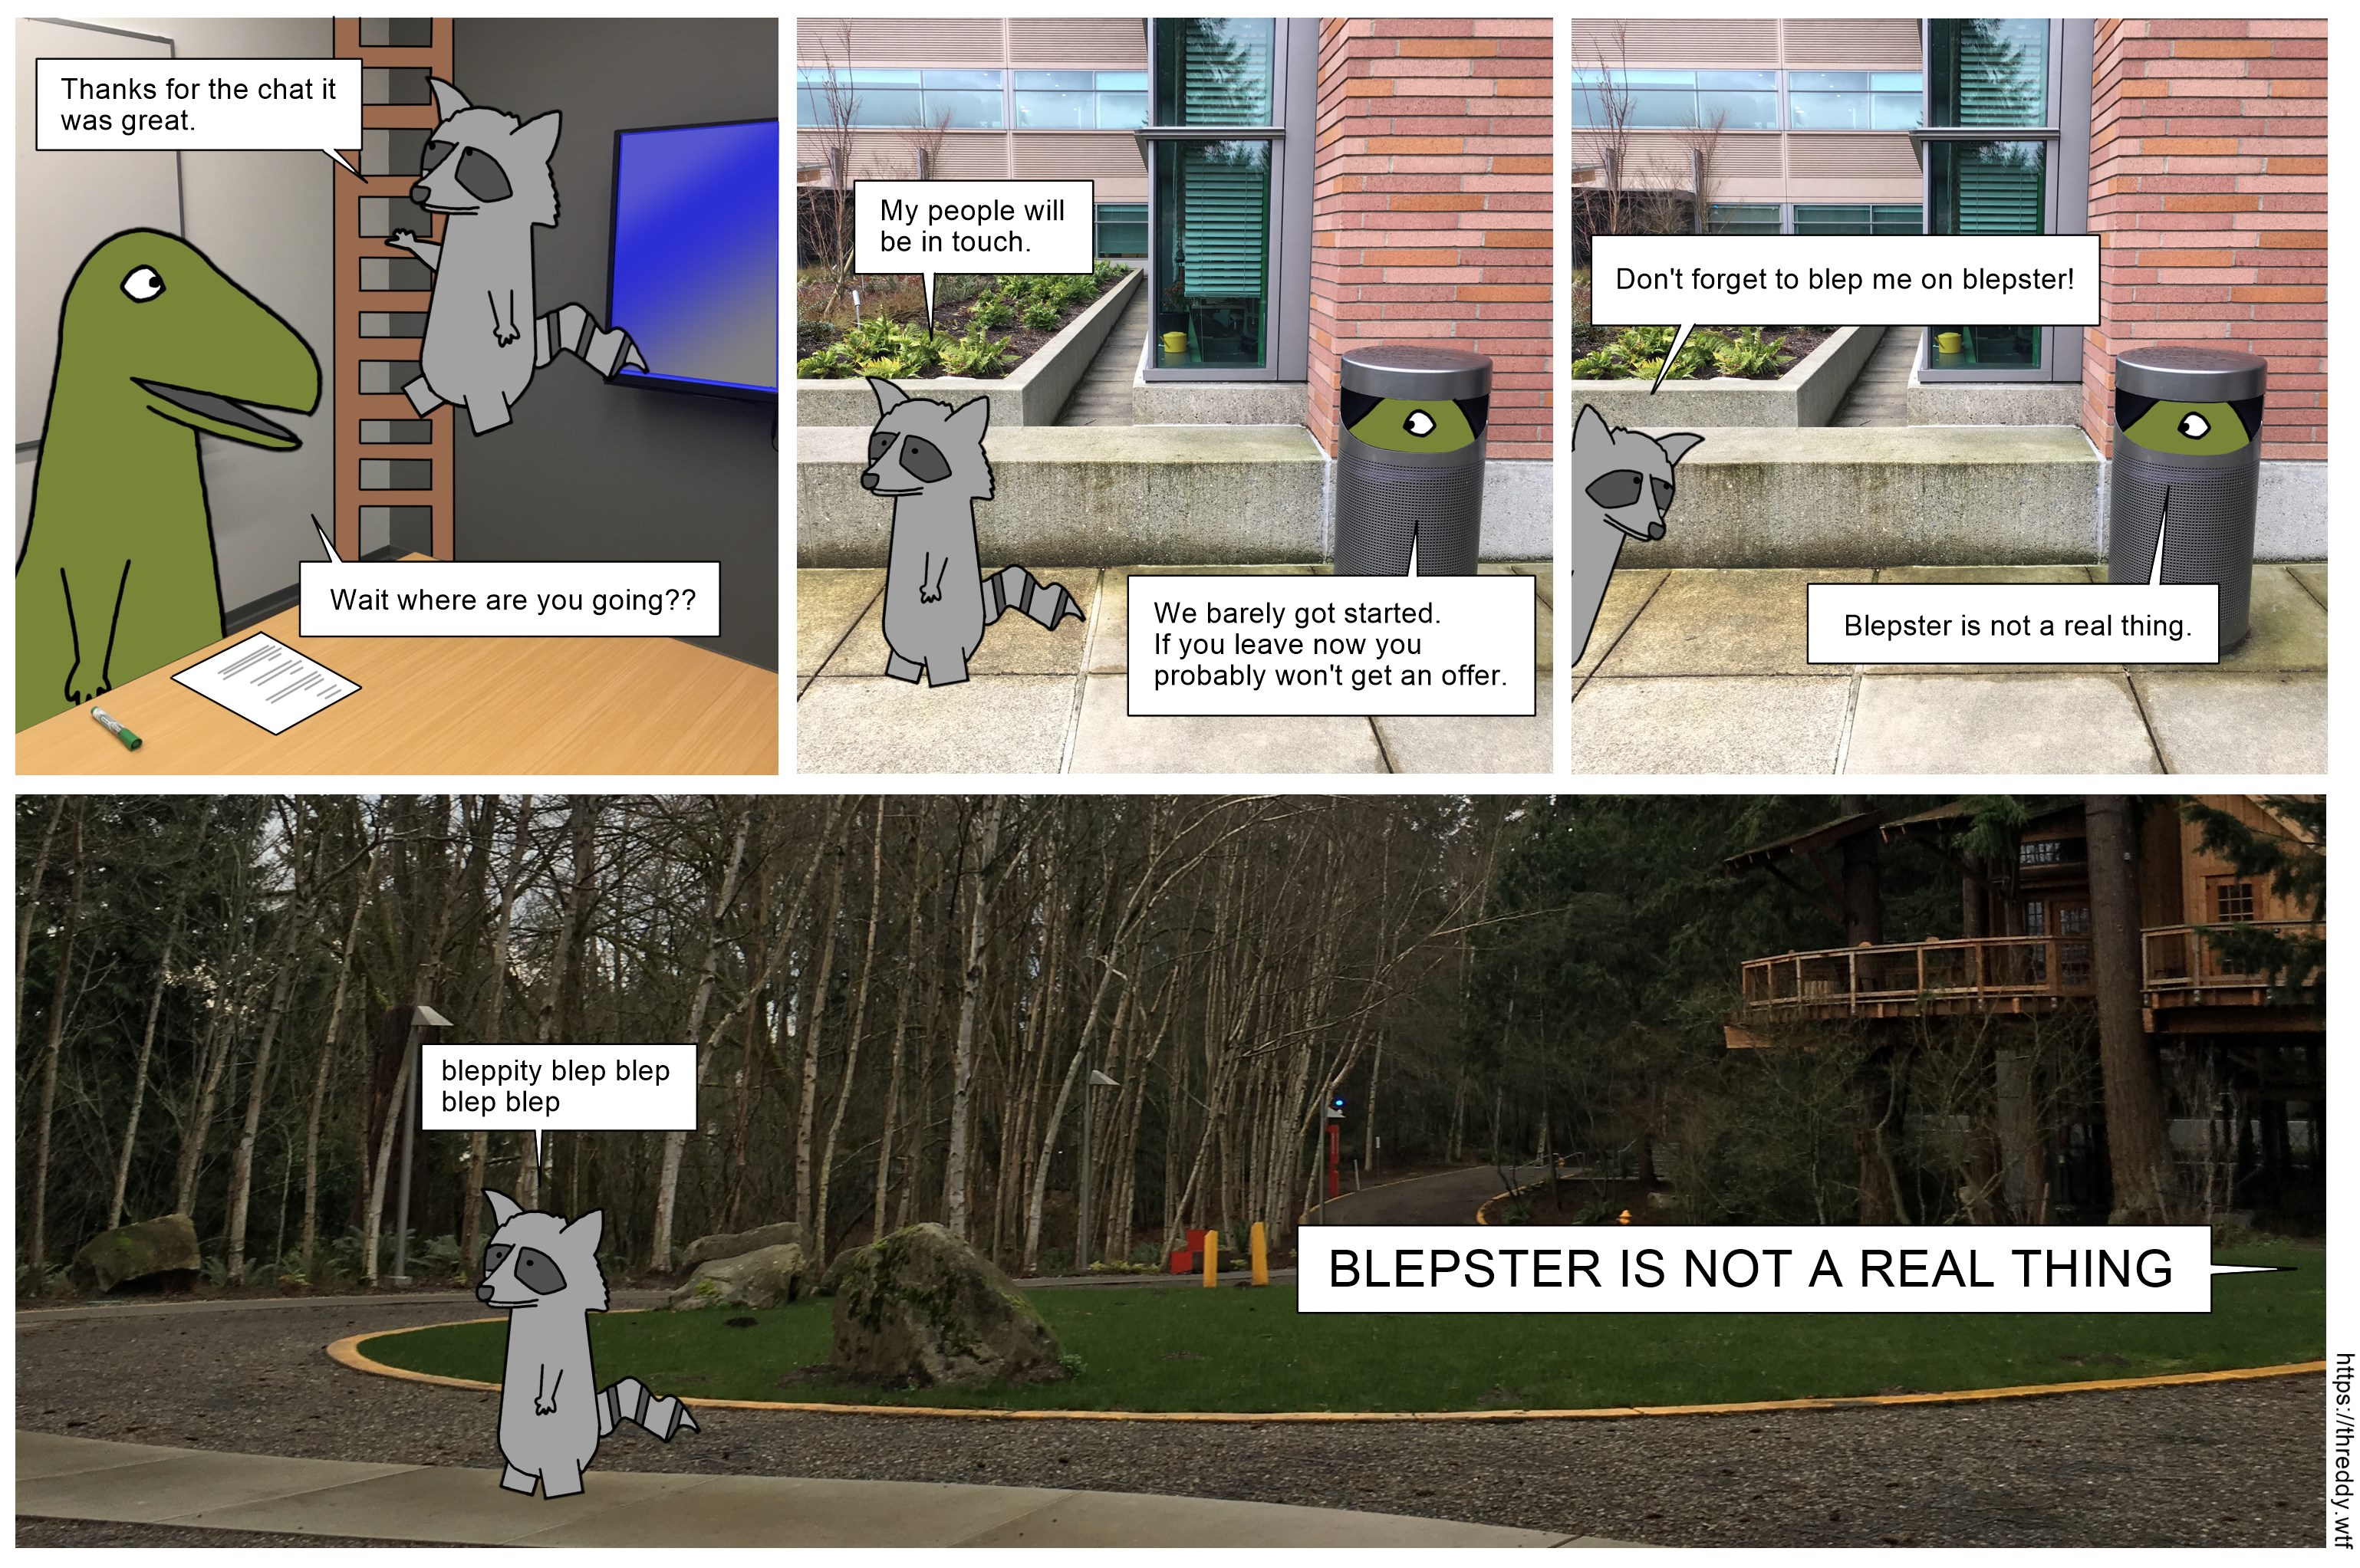 Thanks for the chat it
was great.
Wait where are you going??
My people will
be in touch.
We barely got started.
If you leave now you
probably won't get an offer.
Don't forget to blep me on blepster!
Blepster is not a real thing.
bleppity blep blep
blep blep
BLEPSTER IS NOT A REAL THING
https://threddy.wtf